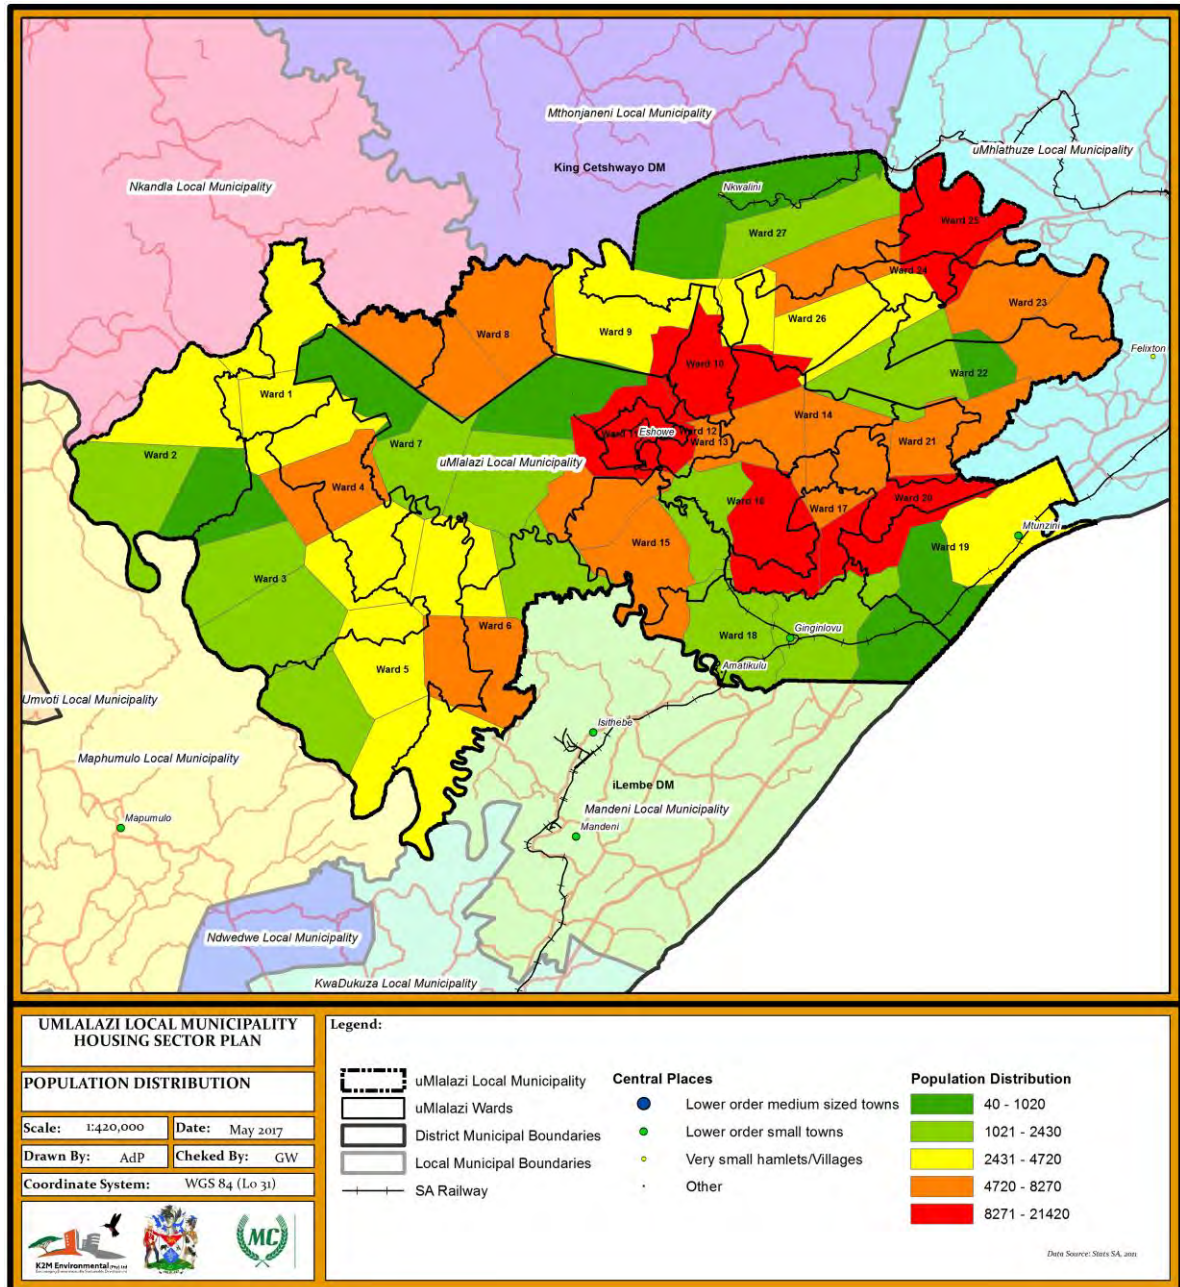 Mthonjaneni Local Municipality
uMhlathuze Local Municipality
King Cetshwayo DM
Nkandla Local Municipality
Nkwalini
Ward 25
Ward 27
Ward 24
Ward 23
Ward 26
Ward 8
Ward 9
Felixton
Ward 10
Ward 22
Ward 1
Ward 14
Ward 12
Eshowe
Ward 13
Ward 21
Ward 7
Ward 2
uMlalazi Local Municipality
Ward 4
Ward 16
Ward 20
Ward 17
Mtunzini
Ward 15
Ward 19
Ward 3
Ward 6
Ginginlovu
Ward 18
Ward 5
Amatikulu
Umvoti Local Municipality
Isithebe
Maphumulo Local Municipality
iLembe DM
Mandeni Local Municipality
Mapumulo
Mandeni
Ndwedwe Local Municipality
KwaDukuza Local Municipality
UMLALAZI LOCAL MUNICIPALITY
HOUSING SECTOR PLAN
POPULATION DISTRIBUTION
Scale: 1:420,000
Date: May 2017
Drawn By: AdP
Cheked By: GW
Coordinate System: WGS 84 (Lo 31)
K2M Environmental (Pty) Ltd
MC
Legend:
uMlalazi Local Municipality
uMlalazi Wards
District Municipal Boundaries
Local Municipal Boundaries
SA Railway
Central Places
Lower order medium sized towns
Lower order small towns
Very small hamlets/Villages
Other
Population Distribution
40 - 1020
1021 - 2430
2431 - 4720
4720 - 8270
8271 - 21420
Data Source: Stats SA, 2011